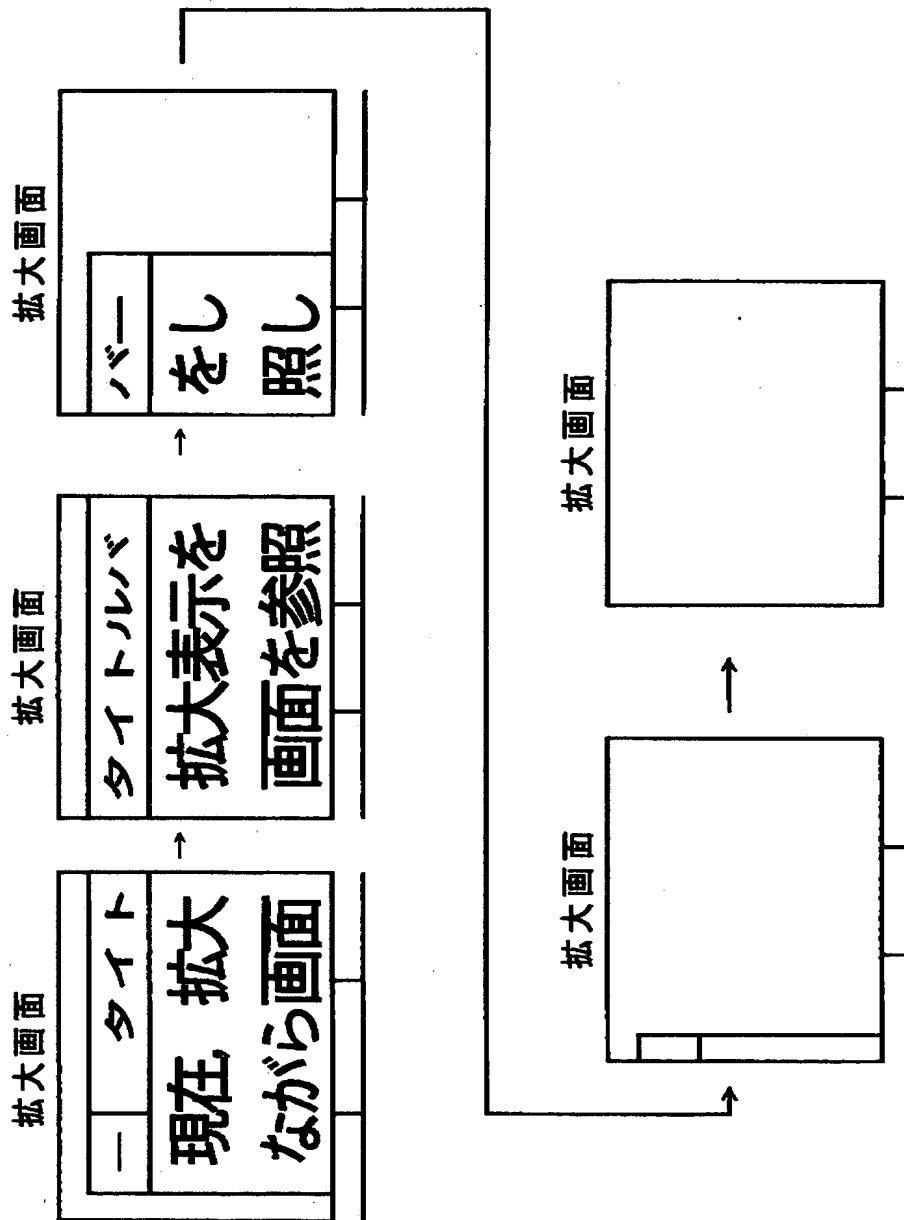 拡大画面
ー タイト
現在, 拡大
ながら画面
拡大画面
タイトルバ
拡大表示を
画面を参照
拡大画面
バー
をし
照し
拡大画面
拡大画面